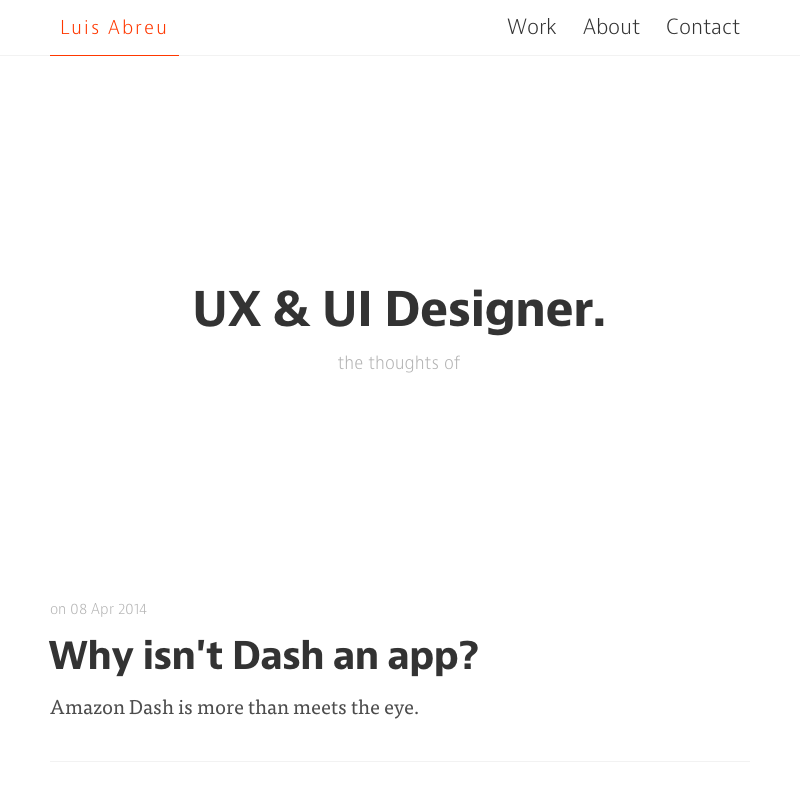 Luis Abreu
Work About Contact
UX & UI Designer.
the thoughts of
on 08 Apr 2014
Why isn't Dash an app?
Amazon Dash is more than meets the eye.